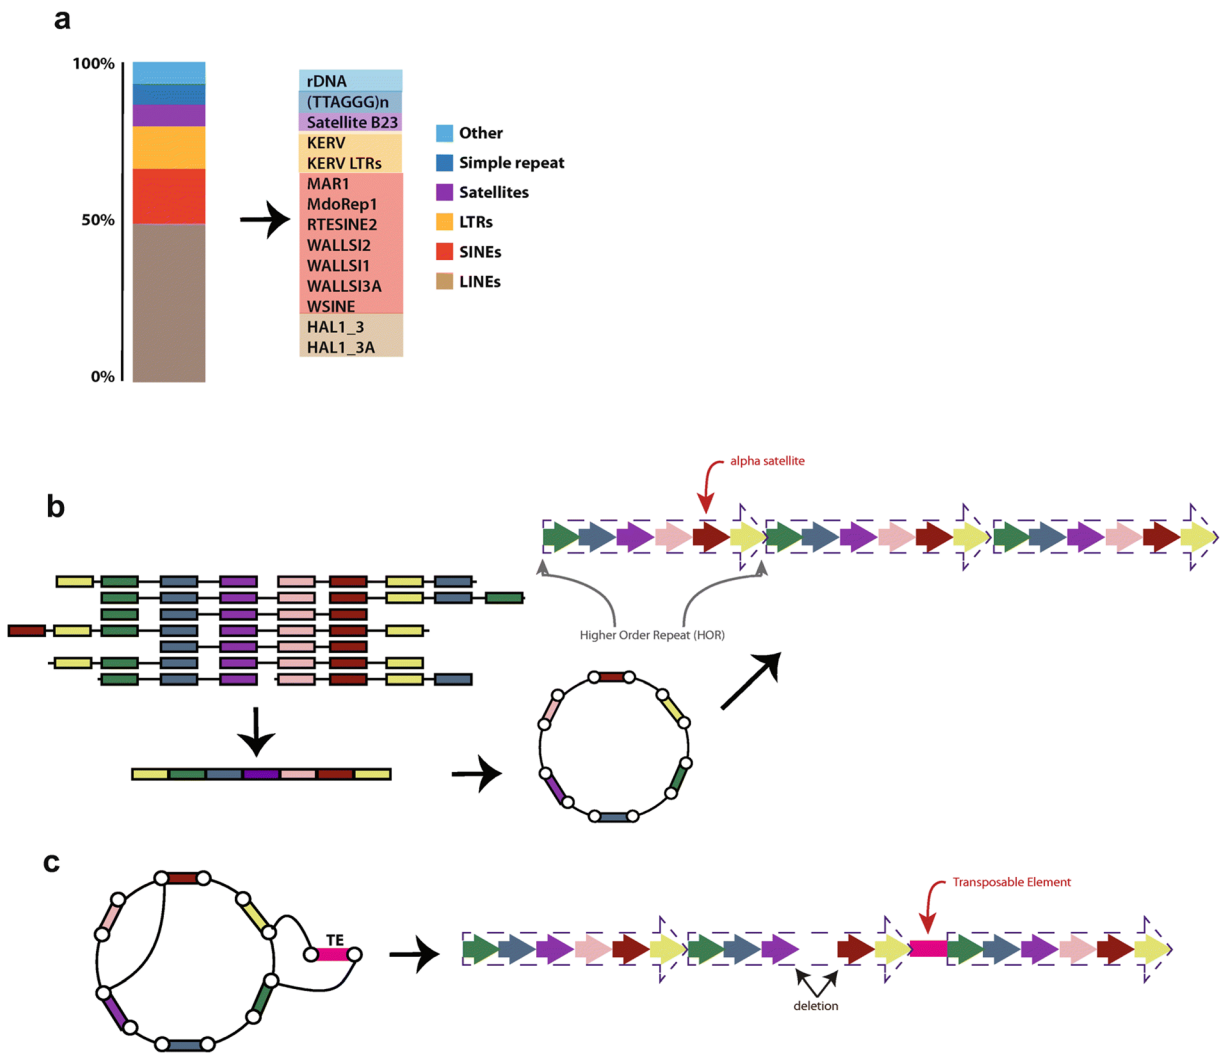 a
100%
50%
0%
rDNA
(TTAGGG)n
Satellite B23
KERV
KERV LTRs
MAR1
MdoRep1
RTESINE2
WALLSI2
WALLSI1
WALLSI3A
WSINE
HAL1_3
HAL1_3A
Other
Simple repeat
Satellites
LTRs
SINEs
LINEs
b
alpha satellite
Higher Order Repeat (HOR)
c
TE
Transposable Element
deletion